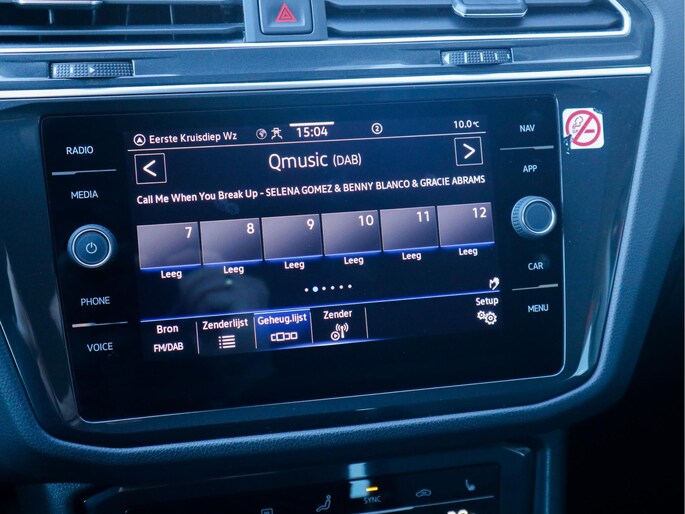 RADIO
MEDIA
PHONE
VOICE
Eerste Kruisdiep Wz
15:04
2
10.0°C
< Qmusic (DAB) >
Call Me When You Break Up - SELENA GOMEZ & BENNY BLANCO & GRACIE ABRAMS
7 8 9 10 11 12
Leeg Leeg Leeg Leeg Leeg Leeg
Bron Zenderlijst Geheug.lijst Zender Setup
FM/DAB
NAV
APP
CAR
MENU
SYNC